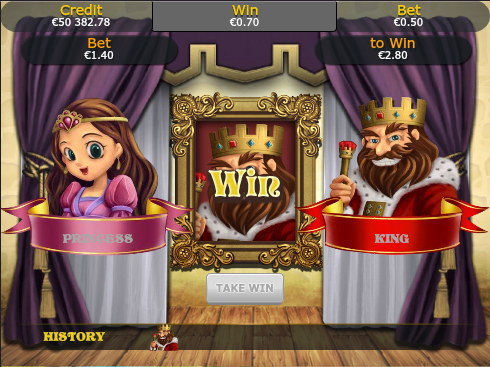 Credit
€50 382.78
Win
€0.70
Bet
€0.50
Bet
€1.40
to Win
€2.80
Win
PRINCESS
KING
TAKE WIN
HISTORY